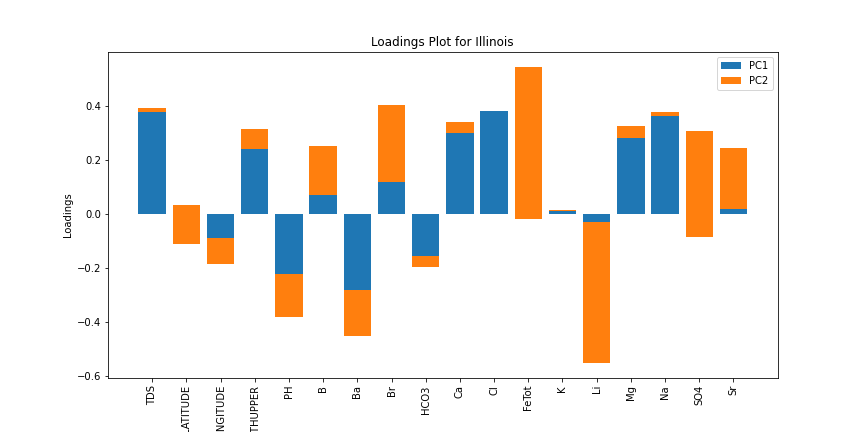 Loadings Plot for Illinois
PC1
PC2
Loadings
0.4
0.2
0.0
−0.2
−0.4
−0.6
TDS
LATITUDE
NGITUDE
THUPPER
PH
B
Ba
Br
HCO3
Ca
Cl
FeTot
K
Li
Mg
Na
SO4
Sr